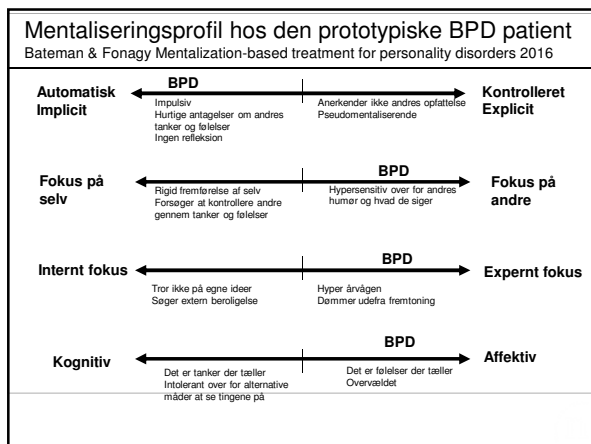 Mentaliseringsprofil hos den prototypiske BPD patient
Bateman & Fonagy Mentalization-based treatment for personality disorders 2016
BPD
Automatisk
Implicit
Impulsiv
Hurtige antagelser om andres
tanker og følelser
Ingen refleksion
Anerkender ikke andres opfattelse
Pseudomentaliserende
Kontrolleret
Explicit
BPD
Fokus på
selv
Rigid fremførelse af selv
Forsøger at kontrollere andre
gennem tanker og følelser
Hypersensitiv over for andres
humør og hvad de siger
Fokus på
andre
BPD
Internt fokus
Tror ikke på egne ideer
Søger extern beroligelse
Hyper årvågen
Dømmer udefra fremtoning
Expernt fokus
BPD
Kognitiv
Det er tanker der tæller
Intolerant over for alternative
måder at se tingene på
Det er følelser der tæller
Overvældet
Affektiv